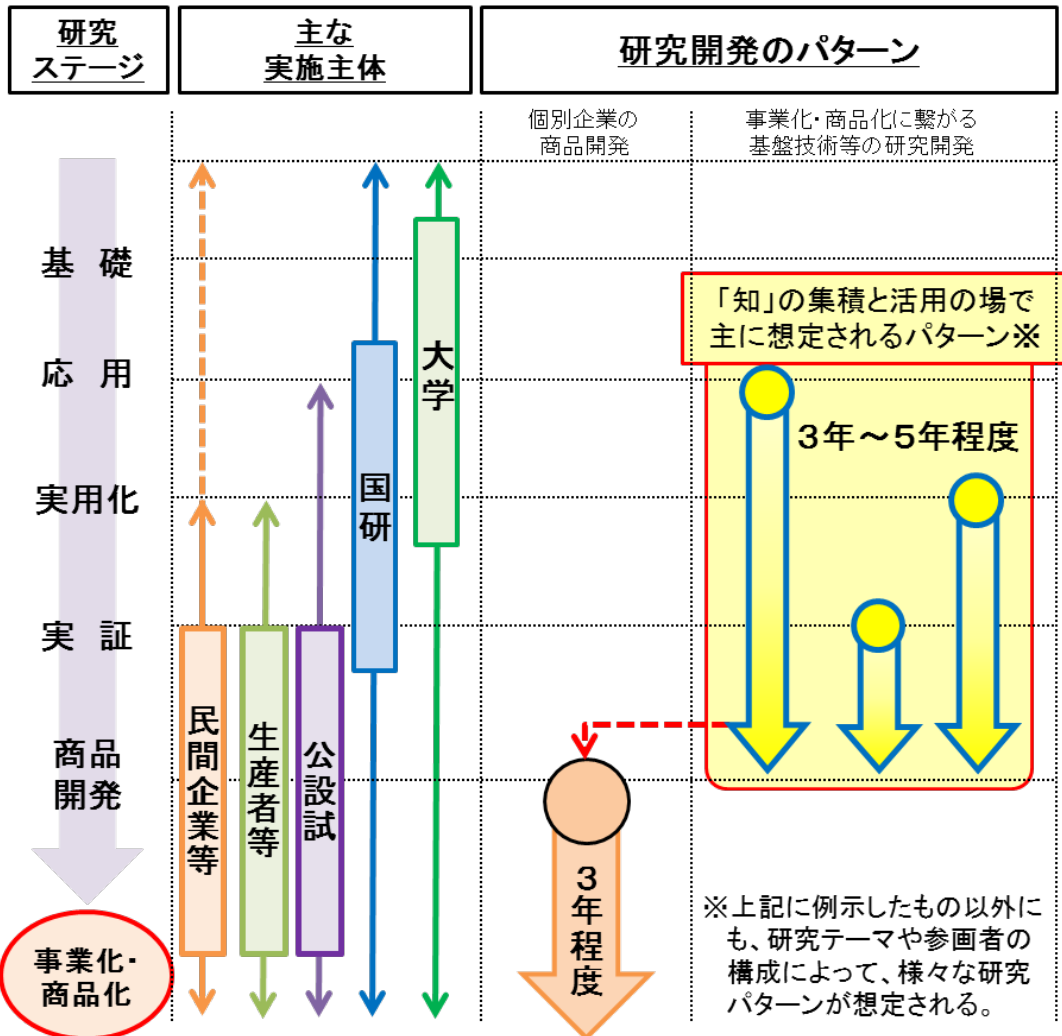 研究
ステージ
主な
実施主体
研究開発のパターン
個別企業の
商品開発
事業化・商品化に繋がる
基盤技術等の研究開発
基 礎
応 用
実用化
実 証
商品
開発
事業化・
商品化
民間企業等
生産者等
公設試
国研
大学
「知」の集積と活用の場で
主に想定されるパターン※
3年～5年程度
3年程度
※上記に例示したもの以外に
も、研究テーマや参画者の
構成によって、様々な研究
パターンが想定される。